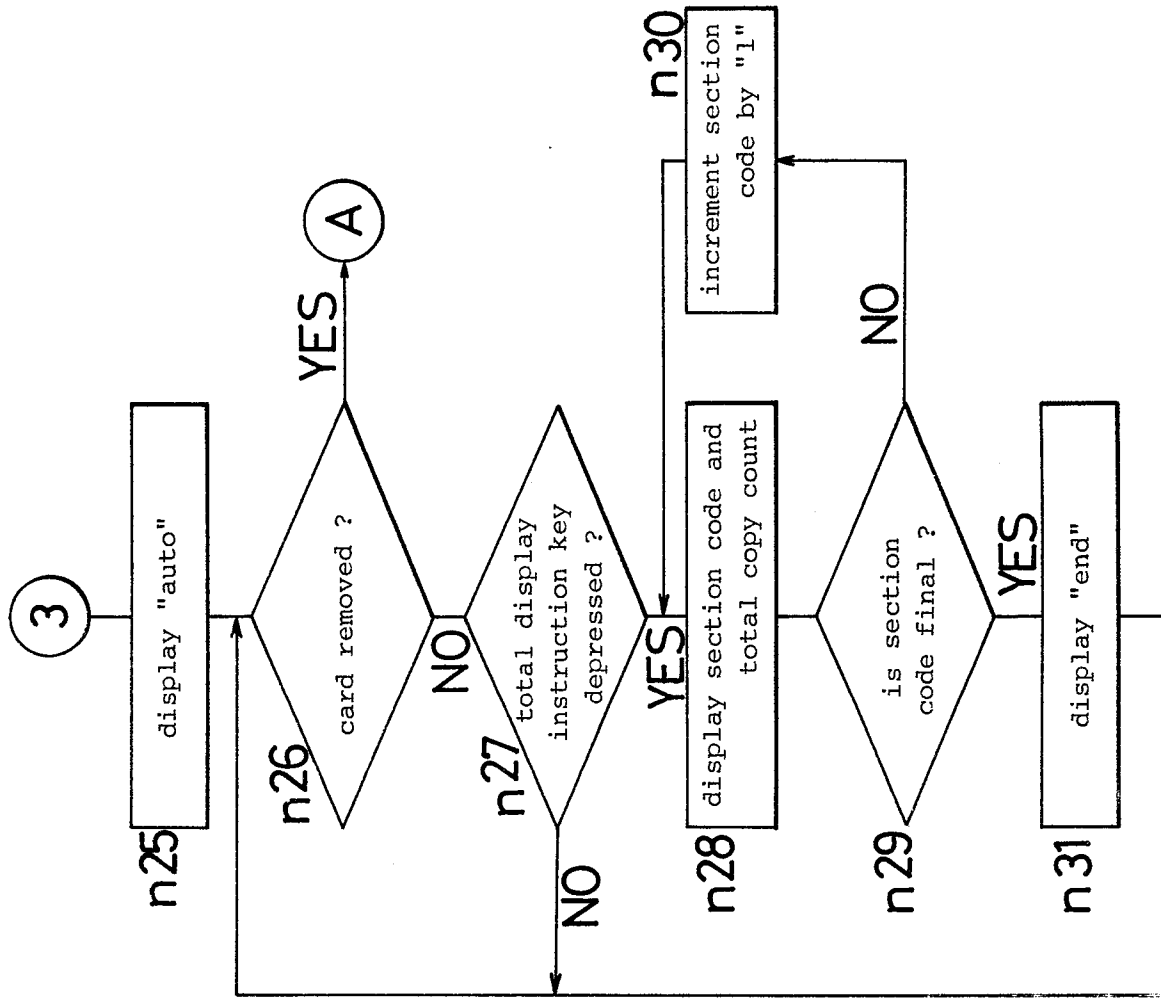 3
n25
display "auto"
n26
card removed ?
YES
A
NO
n27
total display
instruction key
depressed ?
NO
YES
n28
display section code and
total copy count
n30
increment section
code by "1"
n29
is section
code final ?
NO
YES
n31
display "end"